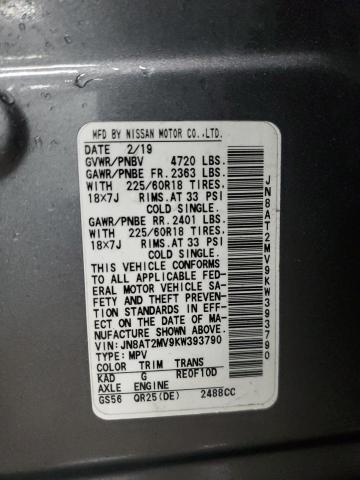 MFD BY NISSAN MOTOR CO.,LTD.
DATE 2/19
GVWR/PNBV 4720 LBS.
GAWR/PNBE FR. 2363 LBS.
WITH 225/60R18 TIRES.
18X7J RIMS.AT 33 PSI
COLD SINGLE.
GAWR/PNBE RR. 2401 LBS.
WITH 225/60R18 TIRES.
18X7J RIMS.AT 33 PSI
COLD SINGLE.
THIS VEHICLE CONFORMS
TO ALL APPLICABLE FED-
ERAL MOTOR VEHICLE SA-
FETY AND THEFT PREVEN-
TION STANDARDS IN EFF-
ECT ON THE DATE OF MA-
NUFACTURE SHOWN ABOVE.
VIN:JN8AT2MV9KW393790
TYPE:MPV
COLOR TRIM TRANS
KAD G RE0F10D
AXLE ENGINE
GS56 QR25(DE) 2488CC
JN8AT2MV9KW393790